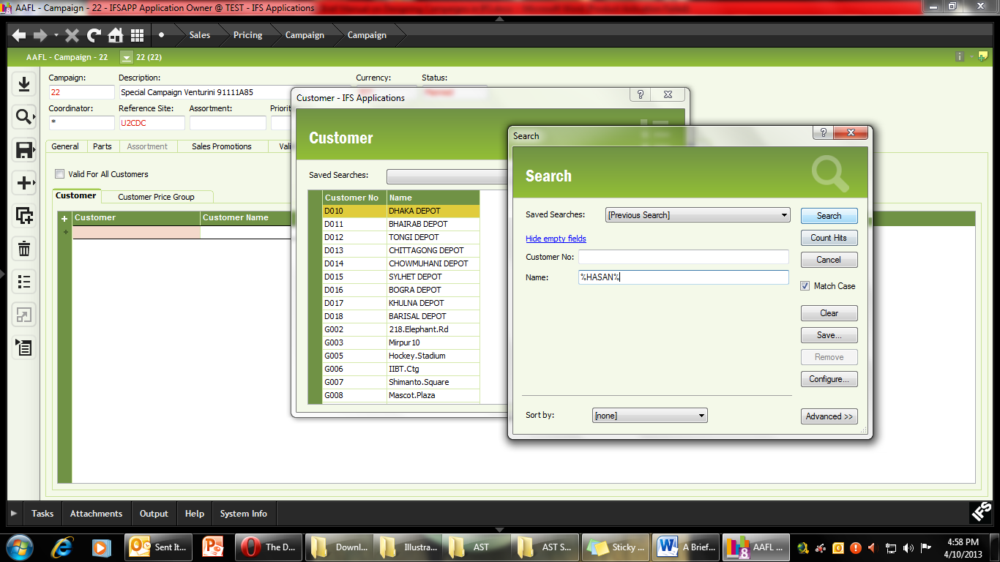 AAFL - Campaign - 22 - IFSAPP Application Owner @ TEST - IFS Applications
Sales Pricing Campaign Campaign
AAFL - Campaign - 22 22 (22)
Campaign: Description: Currency: Status:
22 Special Campaign Venturini 91111A85
Coordinator: Reference Site: Assortment: Priorit
* U2CDC
General Parts Assortment Sales Promotions Vali
Valid For All Customers
Customer Customer Price Group
Customer Customer Name
Customer - IFS Applications
Customer
Saved Searches:
Customer No Name
D010 DHAKA DEPOT
D011 BHAIRAB DEPOT
D012 TONGI DEPOT
D013 CHITTAGONG DEPOT
D014 CHOWMUHANI DEPOT
D015 SYLHET DEPOT
D016 BOGRA DEPOT
D017 KHULNA DEPOT
D018 BARISAL DEPOT
G002 218.Elephant.Rd
G003 Mirpur10
G005 Hockey.Stadium
G006 IIBT.Ctg
G007 Shimanto.Square
G008 Mascot.Plaza
Search
Search
Saved Searches: [Previous Search] Search
Hide empty fields Count Hits
Customer No: Cancel
Name: %HASAN%
Match Case
Clear
Save...
Remove
Configure...
Sort by: [none] Advanced >>
Tasks Attachments Output Help System Info IFS
Sent It... The D... Downl... Illustra... AST AST S... Sticky ... A Brief... AAFL ... 4:58 PM
4/10/2013